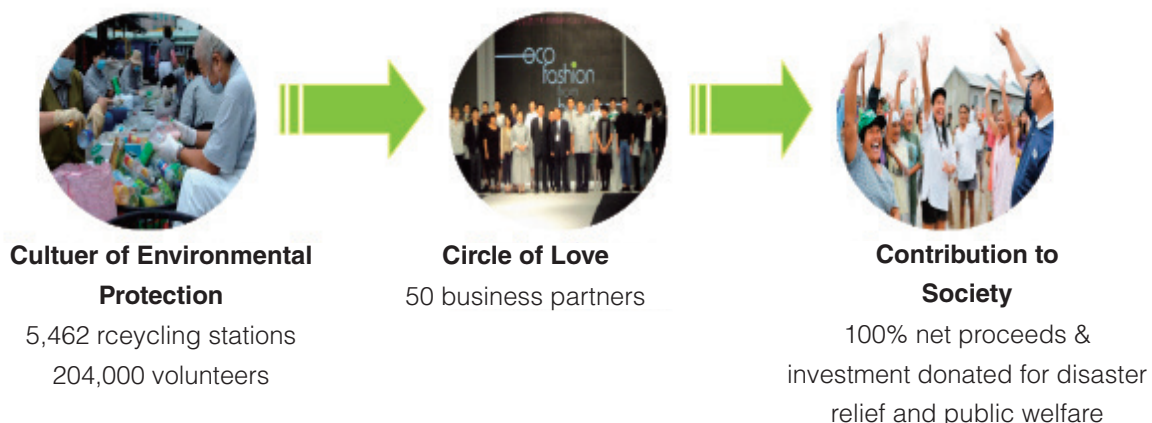 eco
fashion
Cultuer of Environmental
Protection
5,462 rceycling stations
204,000 volunteers
Circle of Love
50 business partners
Contribution to
Society
100% net proceeds &
investment donated for disaster
relief and public welfare